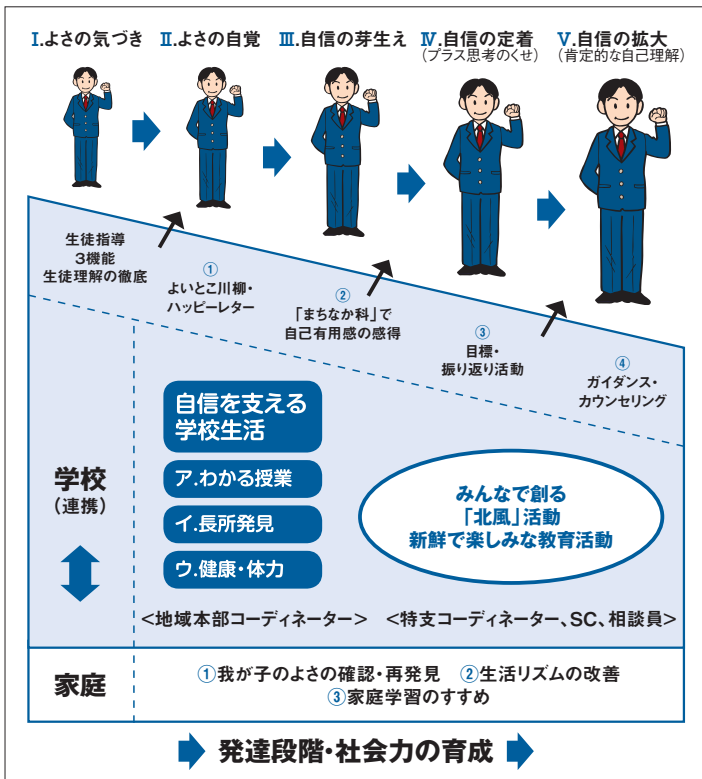 Ⅰ.よさの気づき
Ⅱ.よさの自覚
Ⅲ.自信の芽生え
Ⅳ.自信の定着
(プラス思考のくせ)
Ⅴ.自信の拡大
(肯定的な自己理解)
生徒指導
3機能
生徒理解の徹底
①
よいとこ川柳・
ハッピーレター
②
「まちなか科」で
自己有用感の感得
③
目標・
振り返り活動
④
ガイダンス・
カウンセリング
学校
(連携)
自信を支える
学校生活
ア.わかる授業
イ.長所発見
ウ.健康・体力
みんなで創る
「北風」活動
新鮮で楽しみな教育活動
<地域本部コーディネーター>
<特支コーディネーター、SC、相談員>
家庭
①我が子のよさの確認・再発見 ②生活リズムの改善
③家庭学習のすすめ
発達段階・社会力の育成